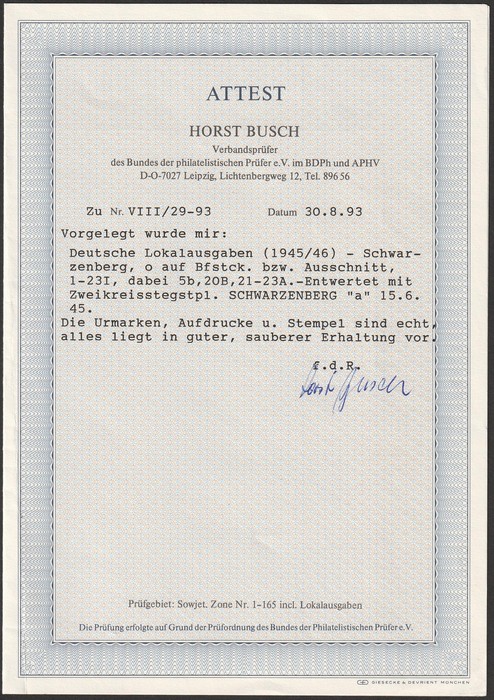 ATTEST
HORST BUSCH
Verbandsprüfer
des Bundes der philatelistischen Prüfer e.V. im BDPh und APHV
D-O-7027 Leipzig, Lichtenbergweg 12, Tel. 896 56
Zu Nr. VIII/29-93 Datum 30.8.93
Vorgelegt wurde mir:
Deutsche Lokalausgaben (1945/46) - Schwar-
zenberg, o auf Bfstck. bzw. Ausschnitt,
1-23I, dabei 5b,20B,21-23A.-Entwertet mit
Zweikreisstegstpl. SCHWARZENBERG "a" 15.6.
45.
Die Urmarken, Aufdrucke u. Stempel sind echt,
alles liegt in guter, sauberer Erhaltung vor.
f.d.R.
Horst Busch
Prüfgebiet: Sowjet. Zone Nr. 1-165 incl. Lokalausgaben
Die Prüfung erfolgte auf Grund der Prüfordnung des Bundes der Philatelistischen Prüfer e.V.
GIESECKE & DEVRIENT MÜNCHEN